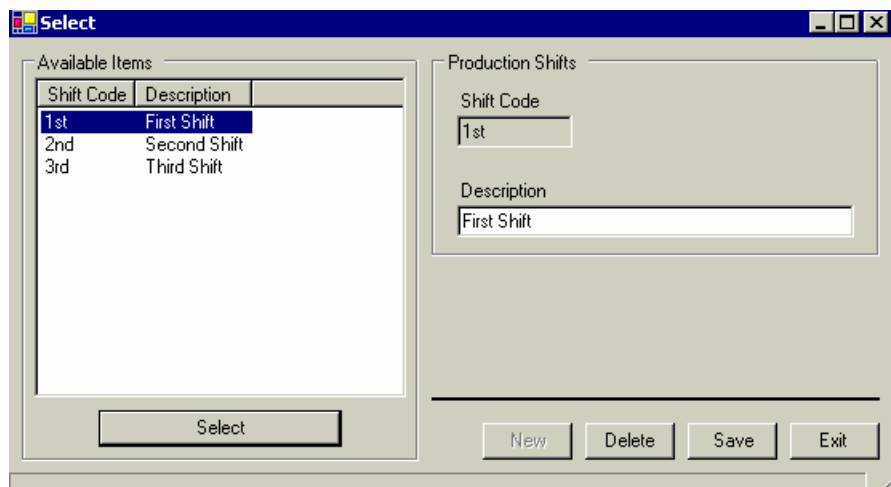 Select
Available Items
Shift Code Description
1st First Shift
2nd Second Shift
3rd Third Shift
Select
Production Shifts
Shift Code
1st
Description
First Shift
New Delete Save Exit